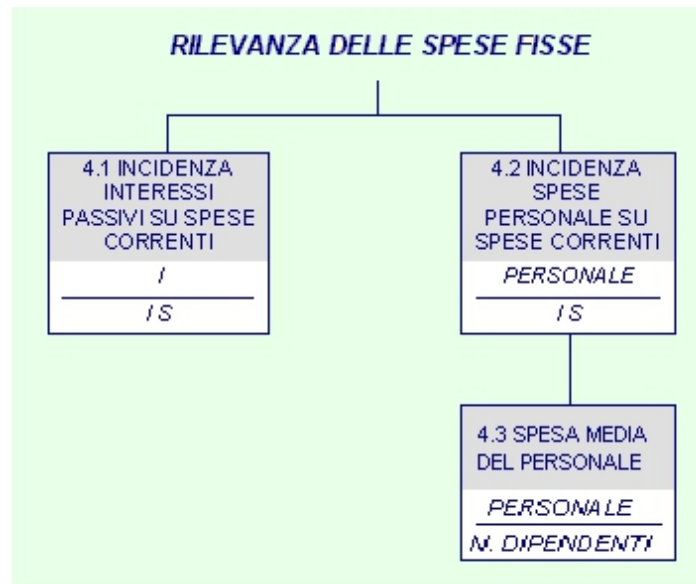 RILEVANZA DELLE SPESE FISSE
4.1 INCIDENZA
INTERESSI
PASSIVI SU SPESE
CORRENTI
I
I S
4.2 INCIDENZA
SPESE
PERSONALE SU
SPESE CORRENTI
PERSONALE
I S
4.3 SPESA MEDIA
DEL PERSONALE
PERSONALE
N. DIPENDENTI